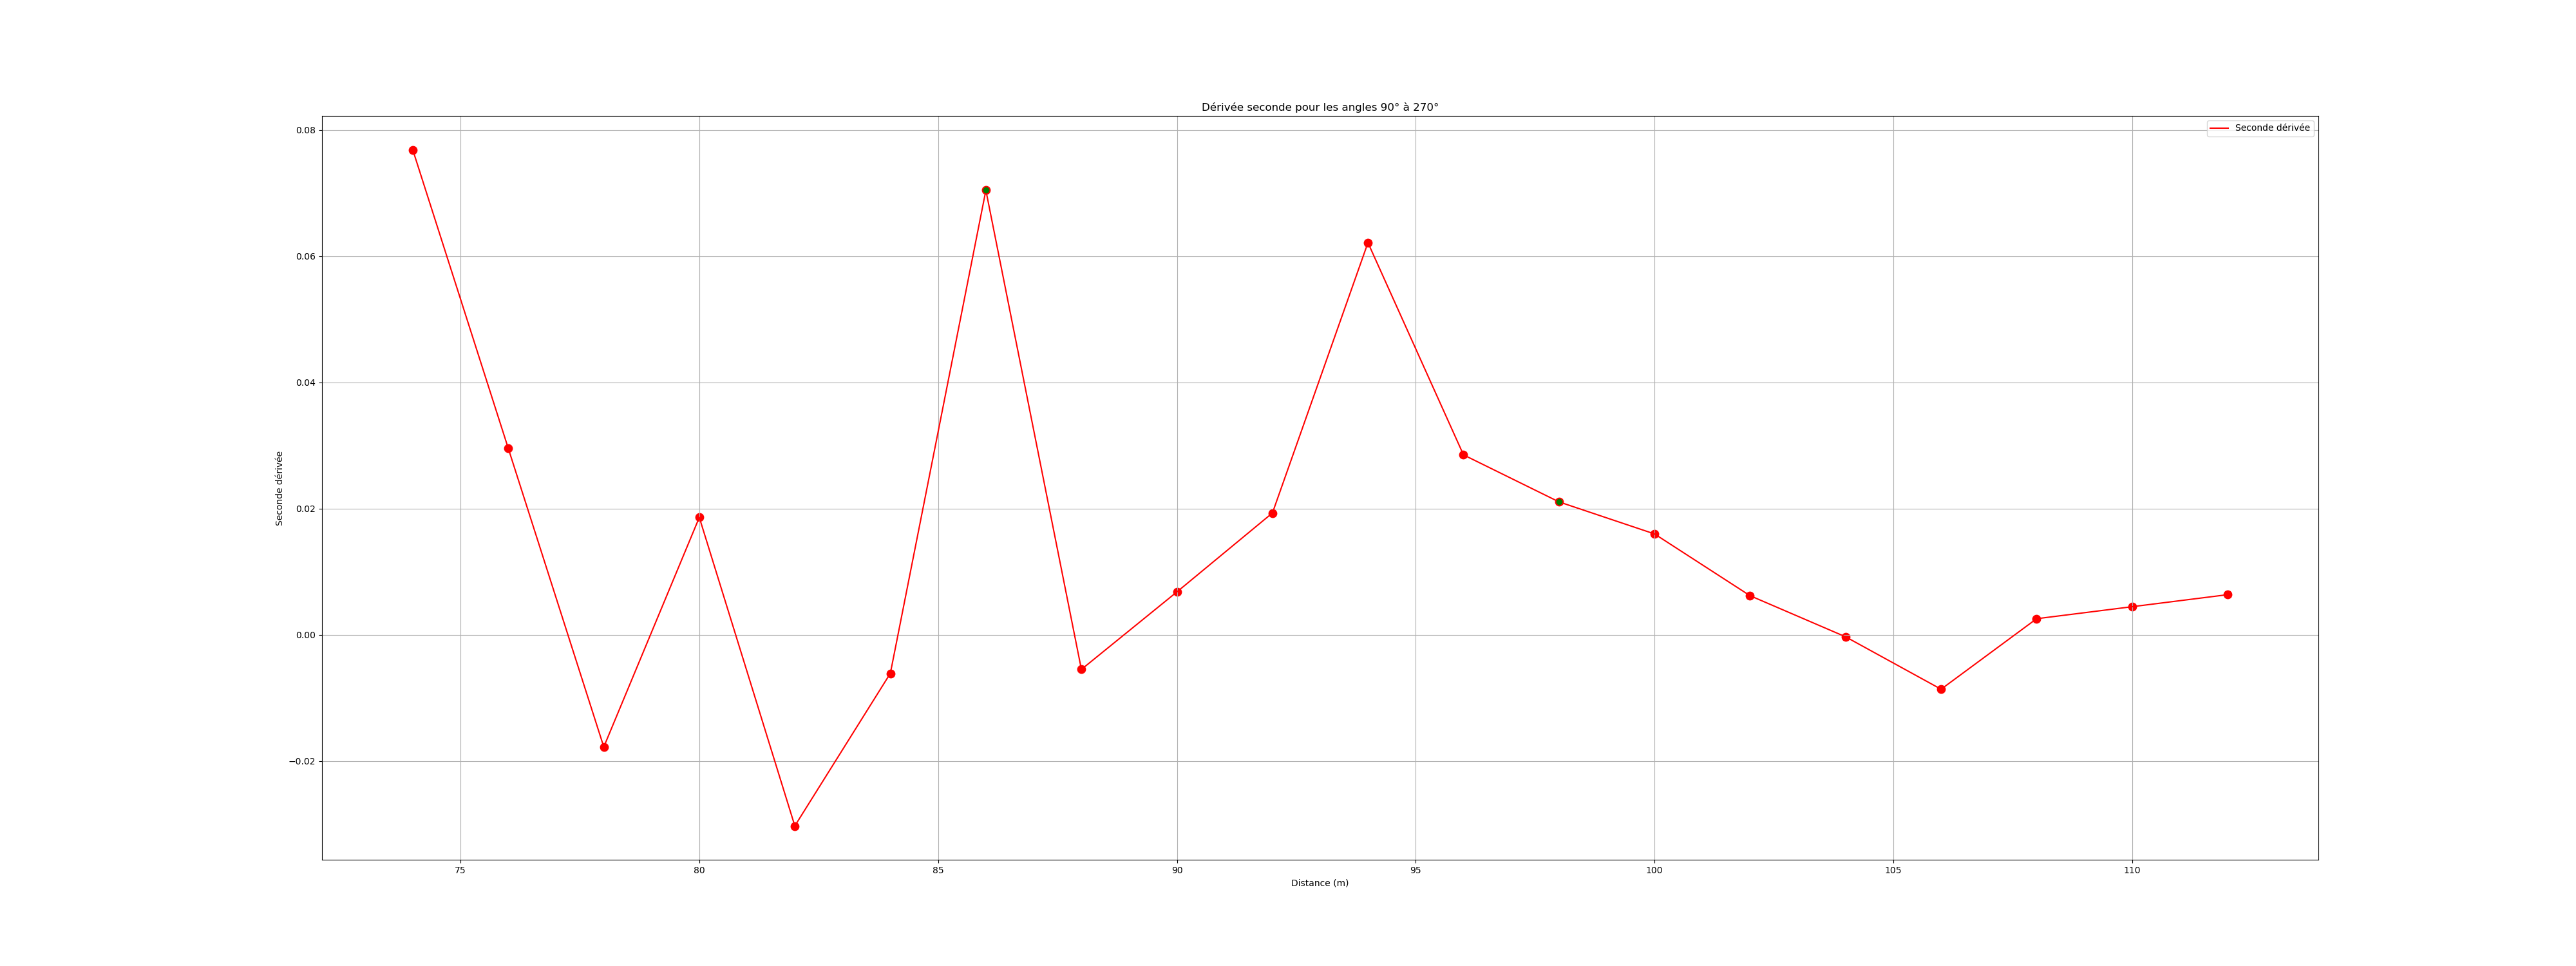 Dérivée seconde pour les angles 90° à 270°
Seconde dérivée
0.08
0.06
0.04
0.02
0.00
−0.02
Seconde dérivée
75 80 85 90 95 100 105 110
Distance (m)